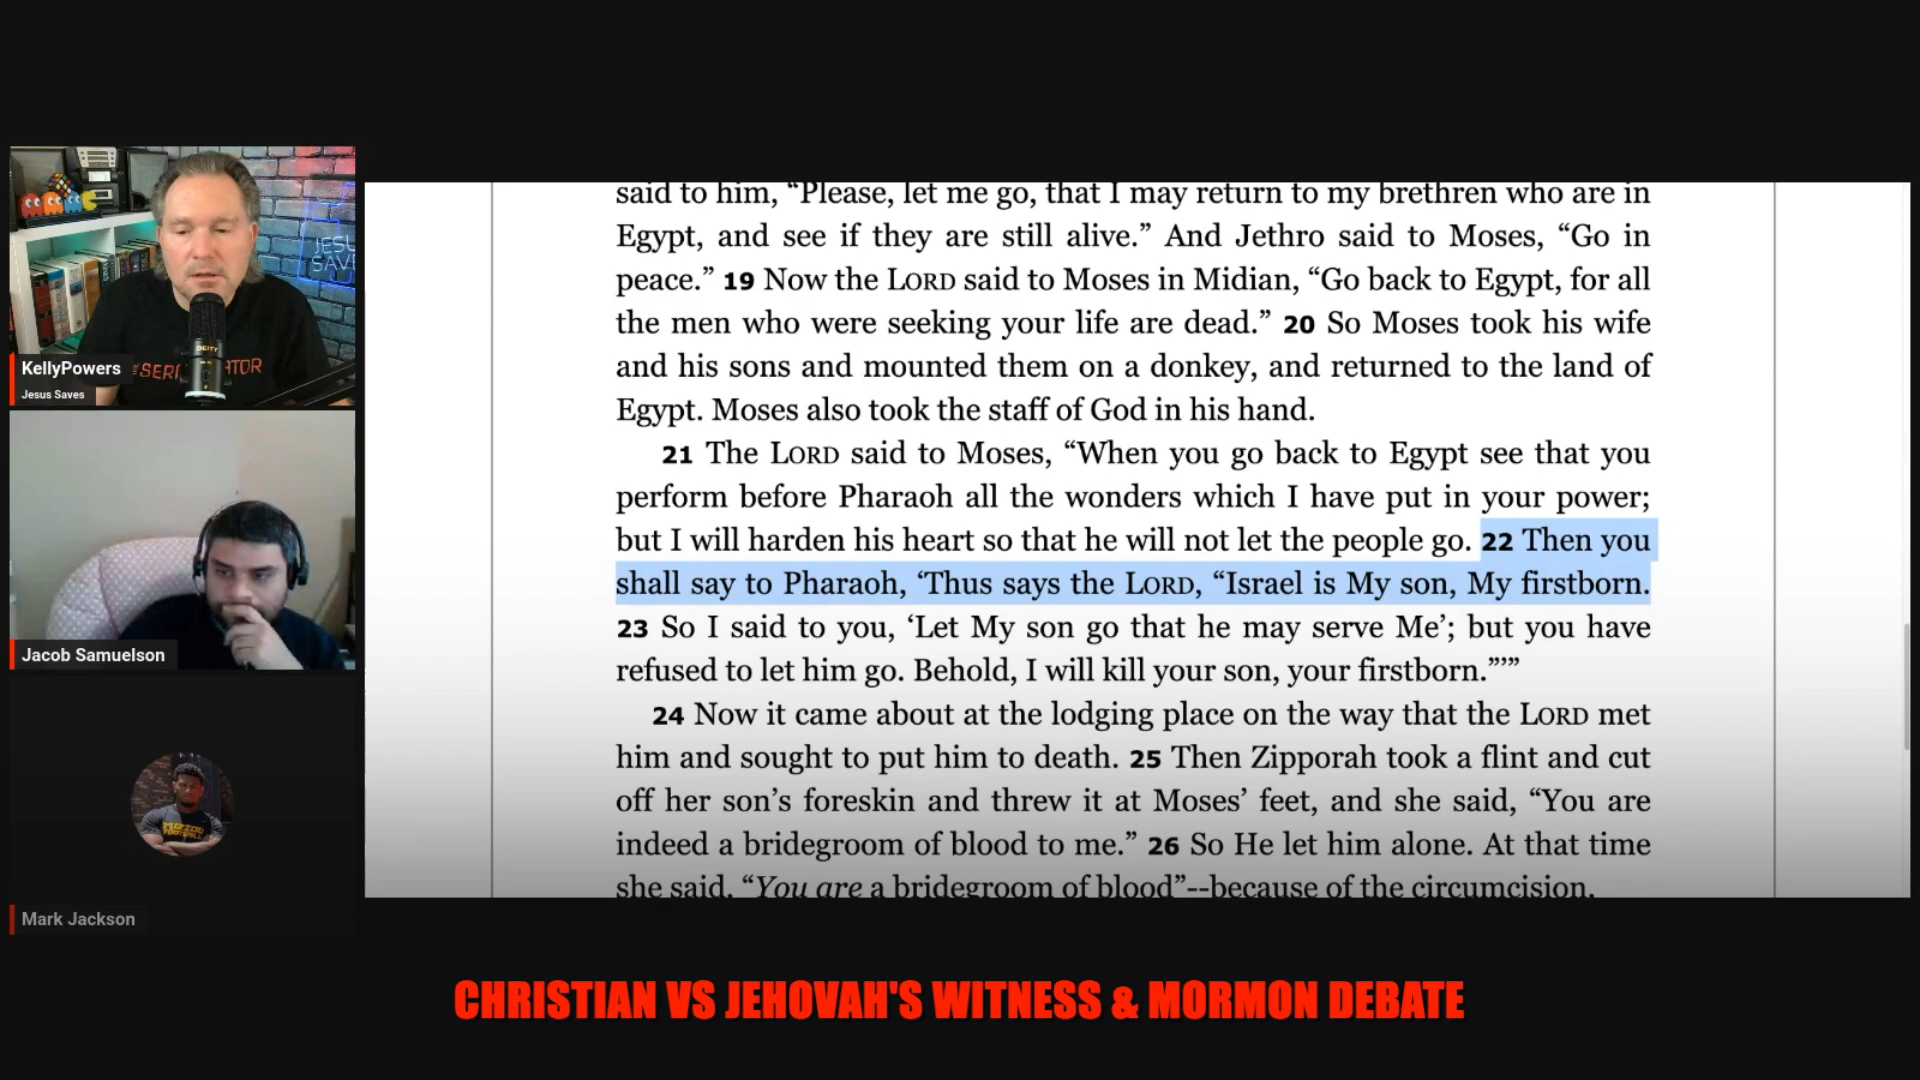 JESUS
SAVES
DEITY
KellyPowers
Jesus Saves
Jacob Samuelson
MIZZOU
FOOTBALL
Mark Jackson
said to him, “Please, let me go, that I may return to my brethren who are in
Egypt, and see if they are still alive.” And Jethro said to Moses, “Go in
peace.” 19 Now the LORD said to Moses in Midian, “Go back to Egypt, for all
the men who were seeking your life are dead.” 20 So Moses took his wife
and his sons and mounted them on a donkey, and returned to the land of
Egypt. Moses also took the staff of God in his hand.
21 The LORD said to Moses, “When you go back to Egypt see that you
perform before Pharaoh all the wonders which I have put in your power;
but I will harden his heart so that he will not let the people go. 22 Then you
shall say to Pharaoh, ‘Thus says the LORD, “Israel is My son, My firstborn.
23 So I said to you, ‘Let My son go that he may serve Me’; but you have
refused to let him go. Behold, I will kill your son, your firstborn.”’”
24 Now it came about at the lodging place on the way that the LORD met
him and sought to put him to death. 25 Then Zipporah took a flint and cut
off her son’s foreskin and threw it at Moses’ feet, and she said, “You are
indeed a bridegroom of blood to me.” 26 So He let him alone. At that time
she said, “You are a bridegroom of blood”--because of the circumcision.
CHRISTIAN VS JEHOVAH'S WITNESS & MORMON DEBATE